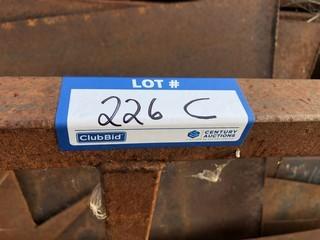 LOT #
226 C
ClubBid
CENTURY
AUCTIONS